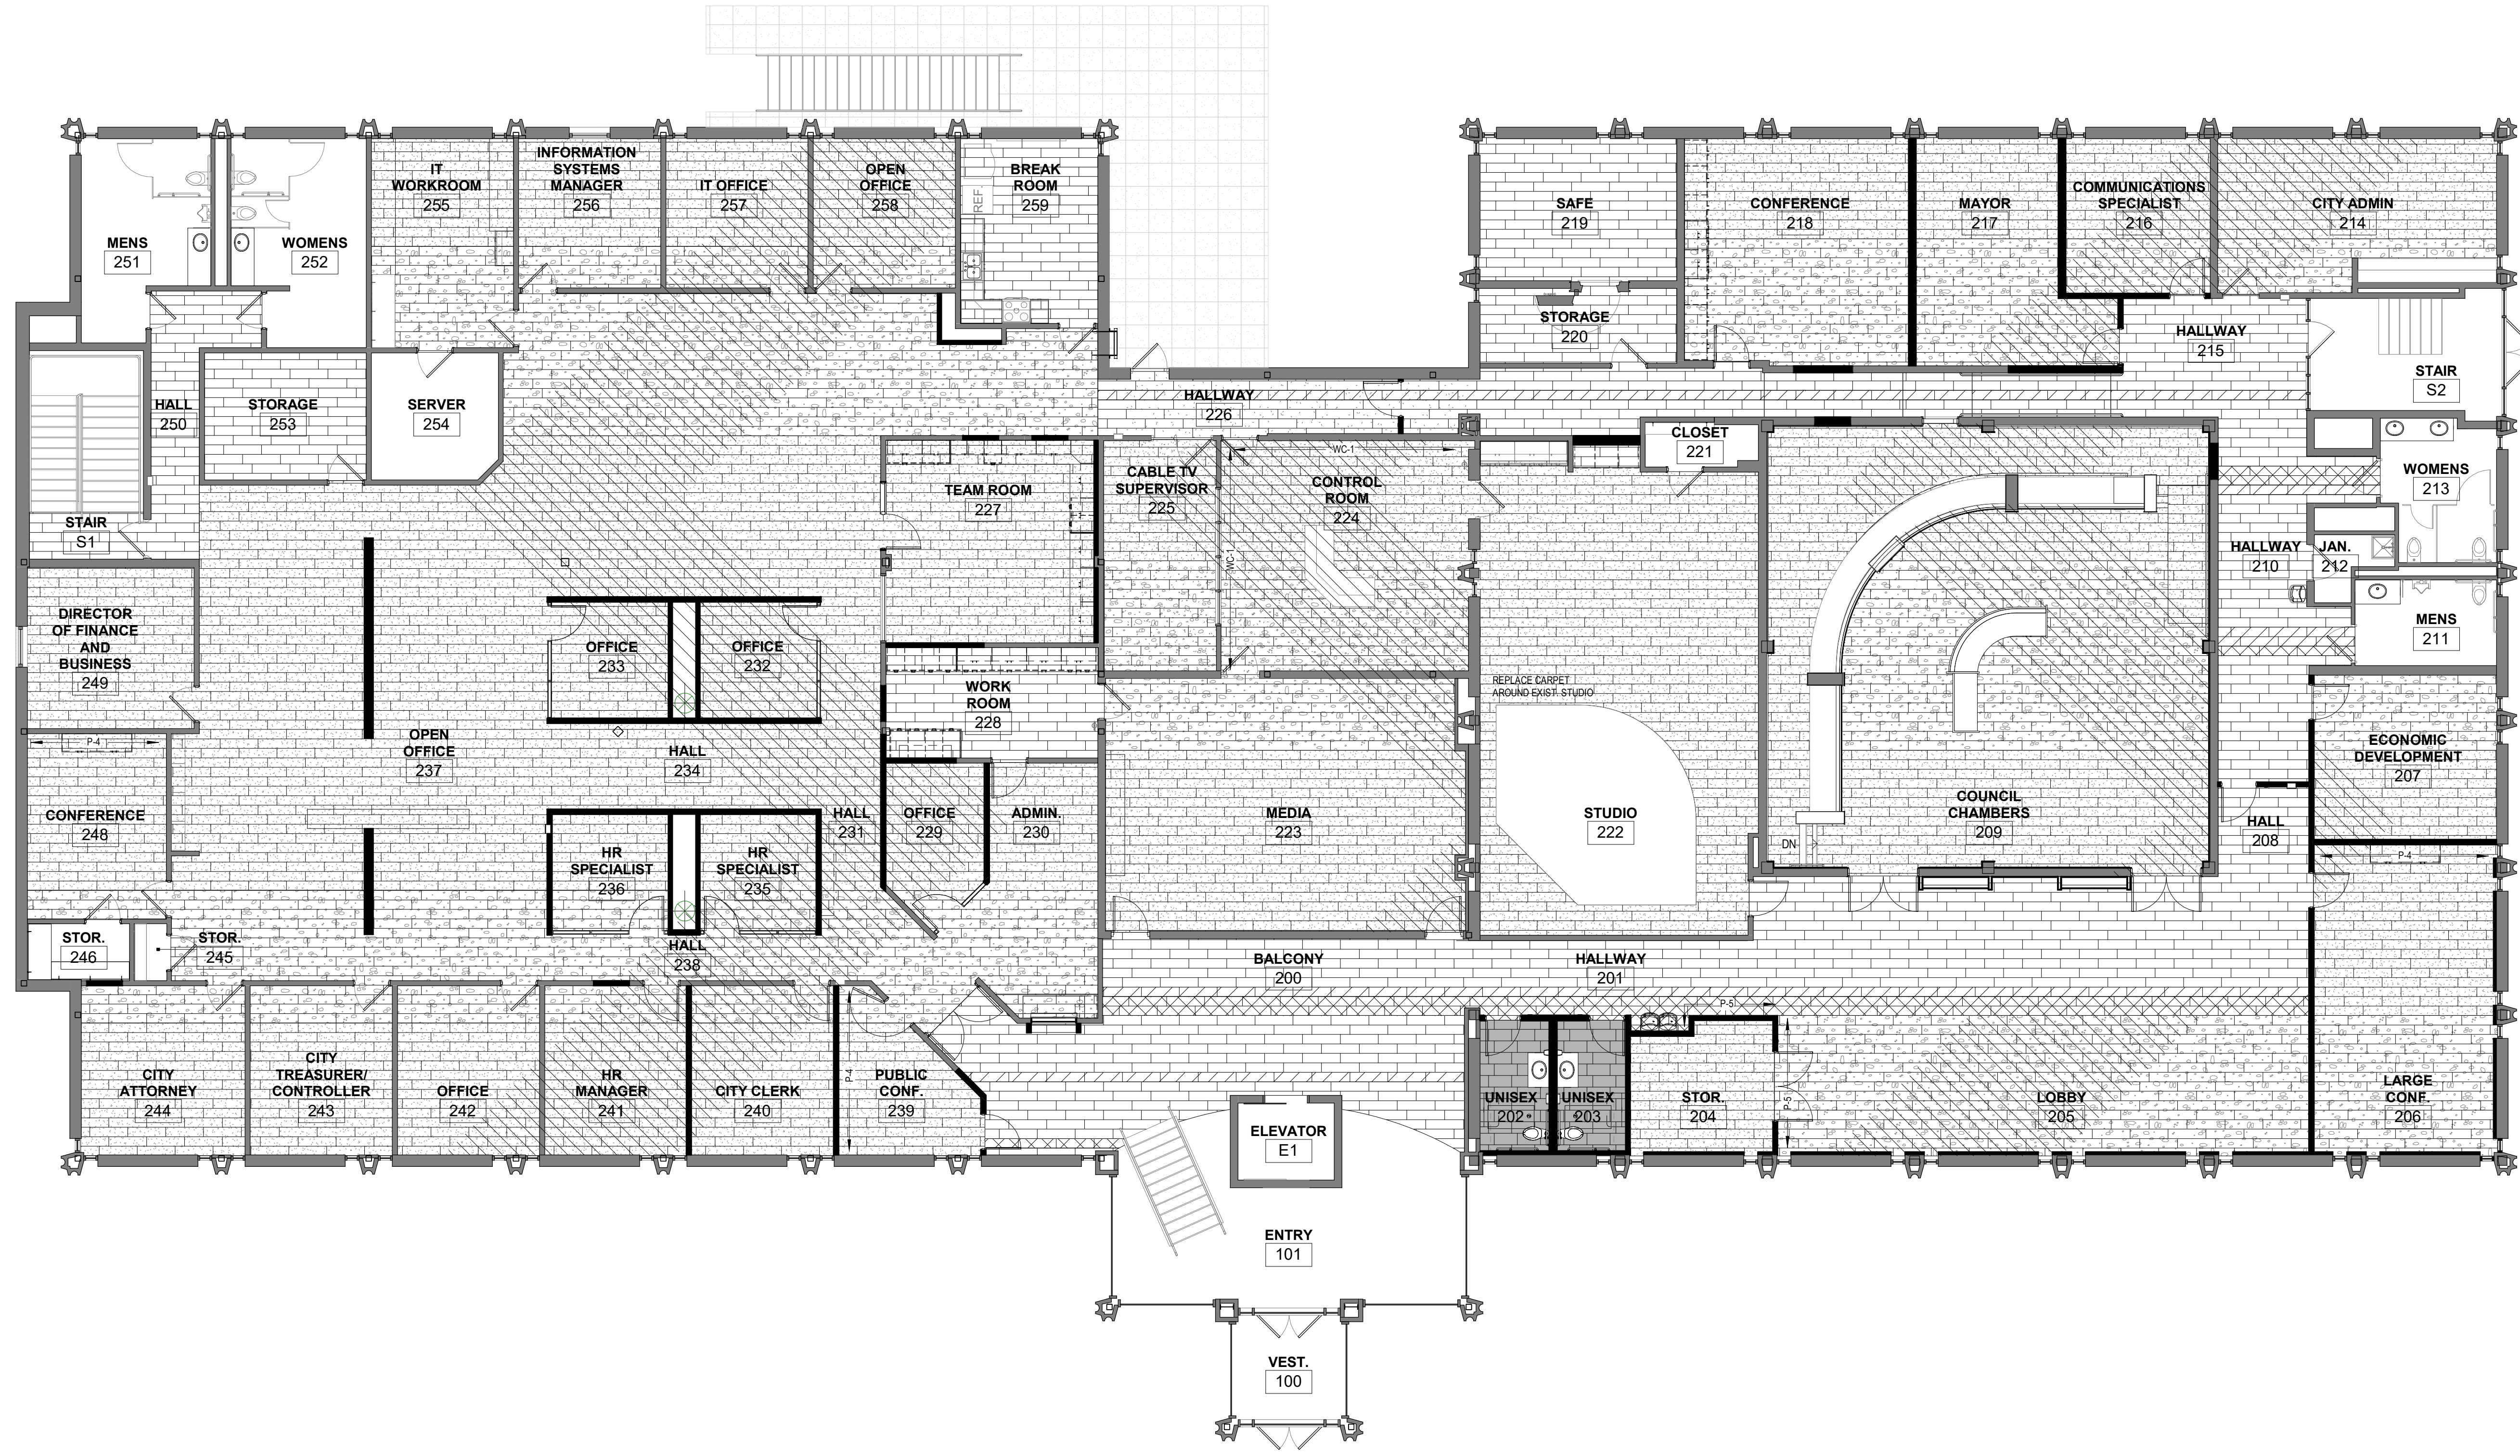 MENS
251
WOMENS
252
IT
WORKROOM
255
INFORMATION
SYSTEMS
MANAGER
256
IT OFFICE
257
OPEN
OFFICE
258
REF
BREAK
ROOM
259
SAFE
219
STORAGE
220
CONFERENCE
218
MAYOR
217
COMMUNICATIONS
SPECIALIST
216
CITY ADMIN
214
HALLWAY
215
STAIR
S2
HALL
250
STORAGE
253
SERVER
254
HALLWAY
226
CLOSET
221
STAIR
S1
TEAM ROOM
227
CABLE TV
SUPERVISOR
225
WC-1
WC-1
CONTROL
ROOM
224
WOMENS
213
HALLWAY
210
JAN.
212
MENS
211
DIRECTOR
OF FINANCE
AND
BUSINESS
249
OFFICE
233
OFFICE
232
WORK
ROOM
228
REPLACE CARPET
AROUND EXIST. STUDIO
P-4
OPEN
OFFICE
237
HALL
234
ECONOMIC
DEVELOPMENT
207
CONFERENCE
248
HR
SPECIALIST
236
HR
SPECIALIST
235
HALL
231
OFFICE
229
ADMIN.
230
MEDIA
223
STUDIO
222
DN
COUNCIL
CHAMBERS
209
HALL
208
P-4
STOR.
246
STOR.
245
HALL
238
BALCONY
200
HALLWAY
201
P-5
CITY
ATTORNEY
244
CITY
TREASURER/
CONTROLLER
243
OFFICE
242
HR
MANAGER
241
CITY CLERK
240
P-4
PUBLIC
CONF.
239
ELEVATOR
E1
UNISEX
202
UNISEX
203
STOR.
204
P-5
LOBBY
205
LARGE
CONF.
206
ENTRY
101
VEST.
100